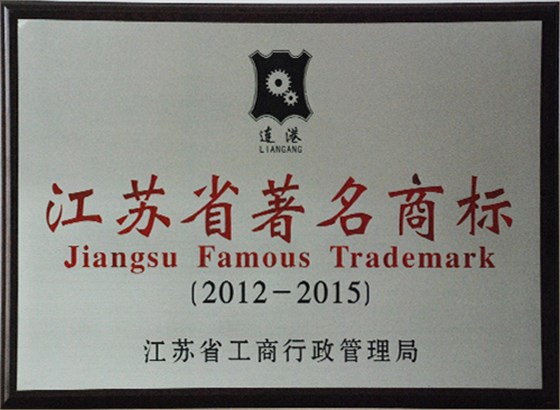 连港
LIANGANG
江苏省著名商标
Jiangsu Famous Trademark
(2012-2015)
江苏省工商行政管理局